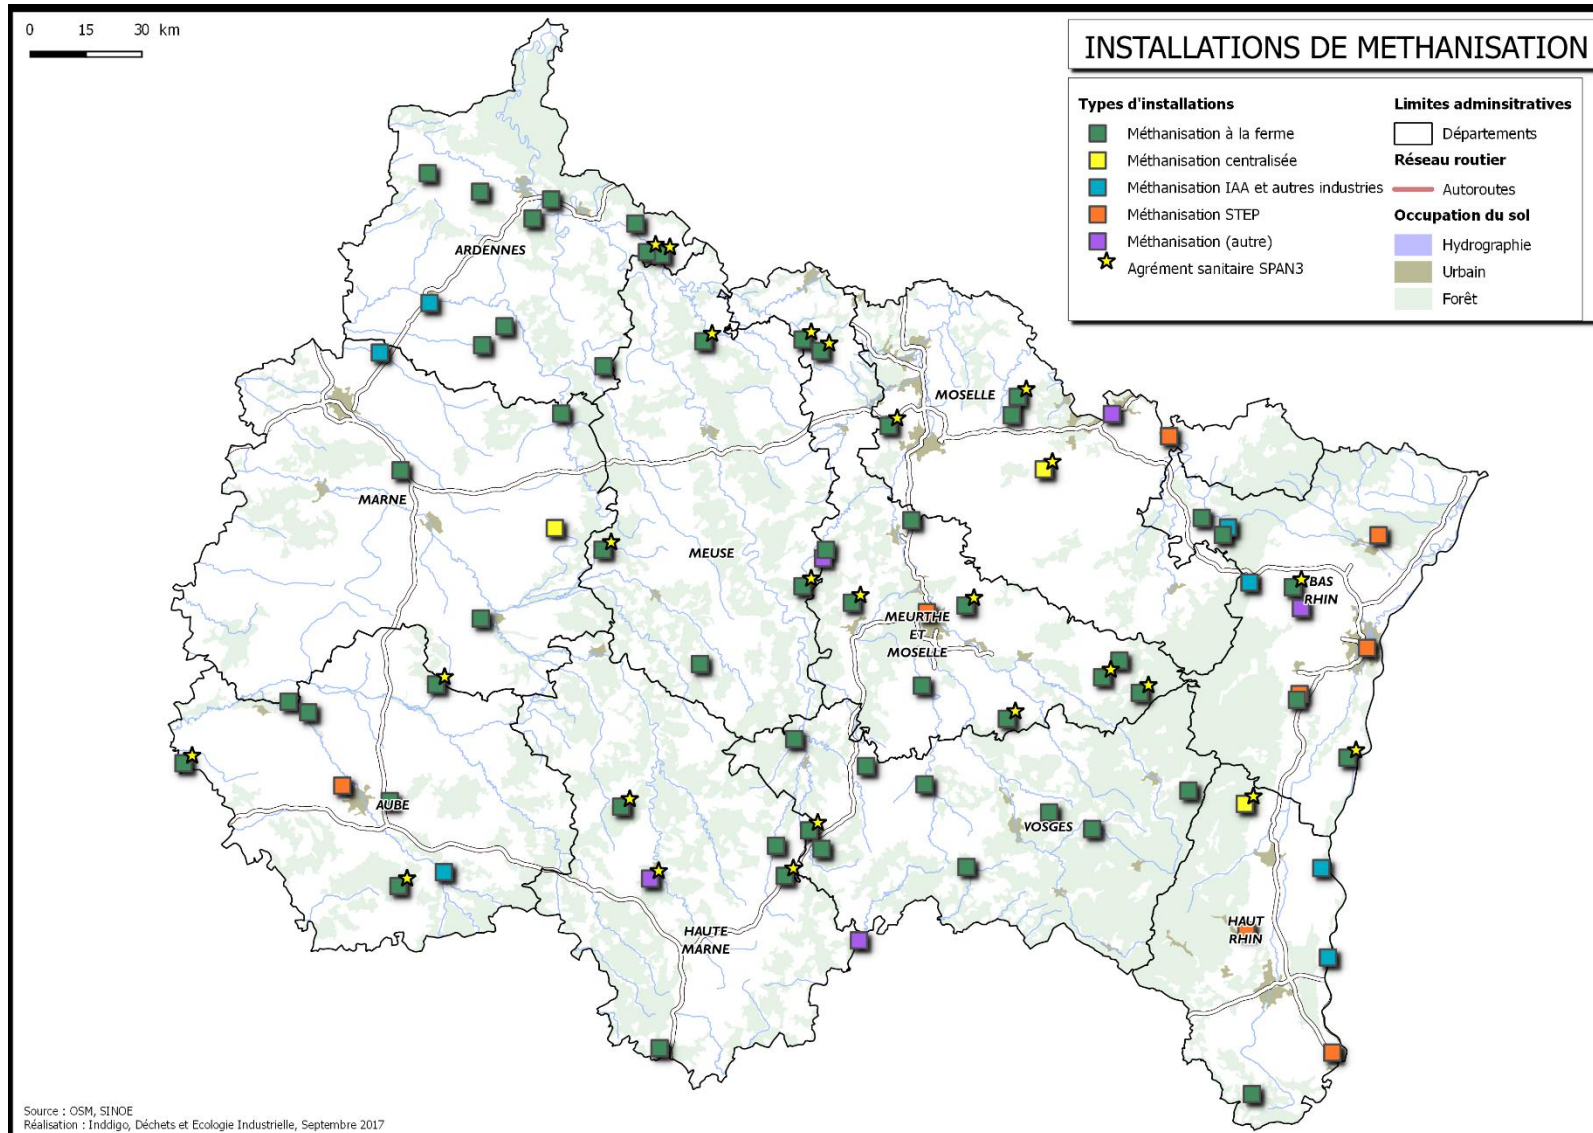 0 15 30 km
INSTALLATIONS DE METHANISATION
Types d'installations
Méthanisation à la ferme
Méthanisation centralisée
Méthanisation IAA et autres industries
Méthanisation STEP
Méthanisation (autre)
Agrément sanitaire SPAN3
Limites adminsitratives
Départements
Réseau routier
Autoroutes
Occupation du sol
Hydrographie
Urbain
Forêt
ARDENNES
MOSELLE
MARNE
MEUSE
BAS
RHIN
MEURTHE
ET
MOSELLE
AUBE
VOSGES
HAUTE
MARNE
HAUT
RHIN
Source : OSM, SINOE
Réalisation : Inddigo, Déchets et Ecologie Industrielle, Septembre 2017